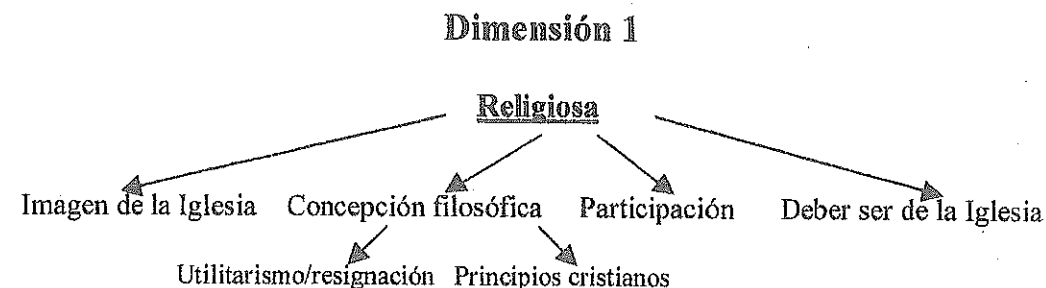 Dimensión 1
Religiosa
Imagen de la Iglesia Concepción filosófica Participación Deber ser de la Iglesia
Utilitarismo/resignación Principios cristianos